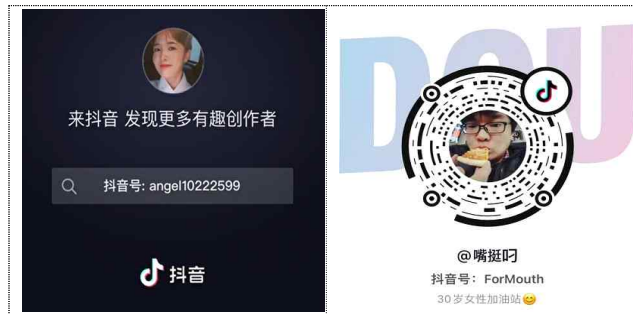 来抖音 发现更多有趣创作者
抖音号: angel10222599
抖音
DOU
@嘴挺叼
抖音号：ForMouth
30岁女性加油站😊